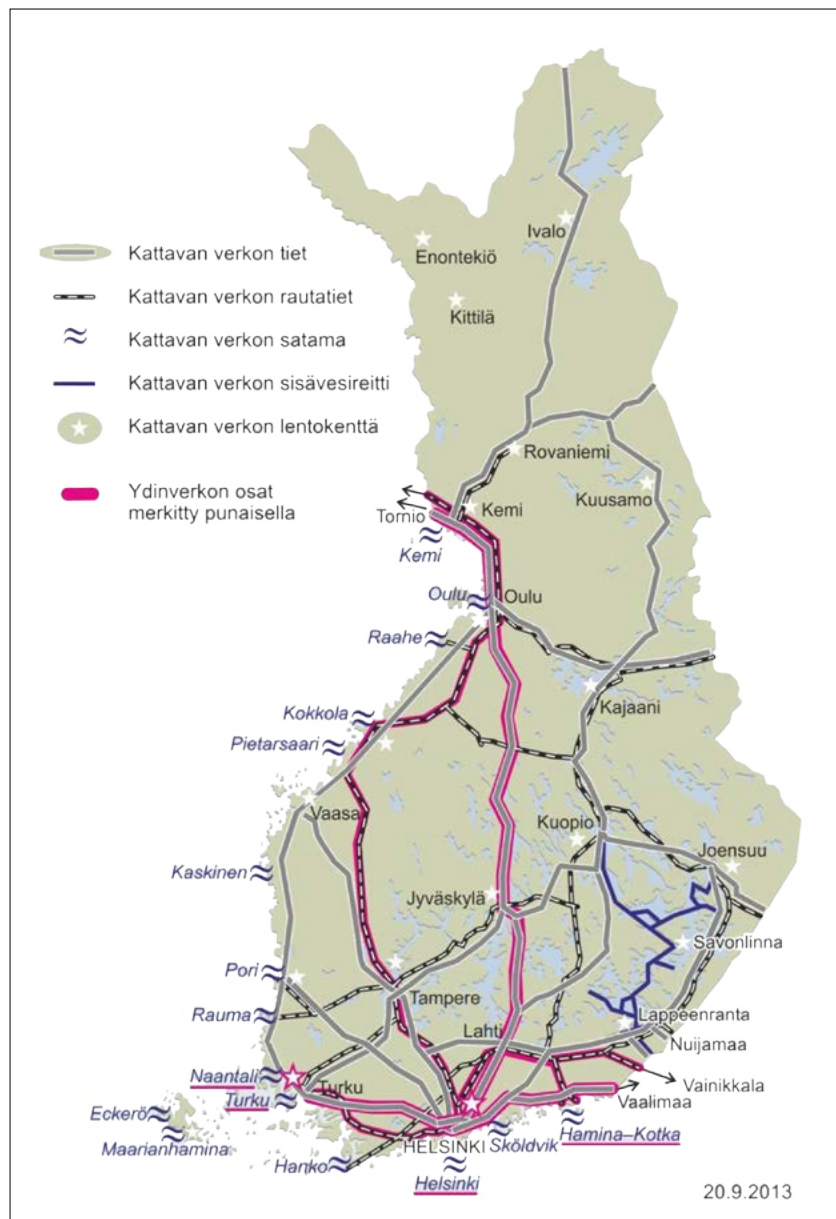 Kattavan verkon tiet
Kattavan verkon rautatiet
Kattavan verkon satama
Kattavan verkon sisävesireitti
Kattavan verkon lentokenttä
Ydinverkon osat
merkitty punaisella
Ivalo
Enontekiö
Kittilä
Rovaniemi
Kuusamo
Kemi
Tornio
Kemi
Oulu
Oulu
Raahe
Kajaani
Kokkola
Pietarsaari
Vaasa
Kuopio
Joensuu
Kaskinen
Jyväskylä
Savonlinna
Pori
Tampere
Rauma
Lappeenranta
Lahti
Nuijamaa
Naantali
Turku
Vainikkala
Turku
Vaalimaa
Eckerö
Maarianhamina
HELSINKI
Sköldvik
Hamina–Kotka
Hanko
Helsinki
20.9.2013